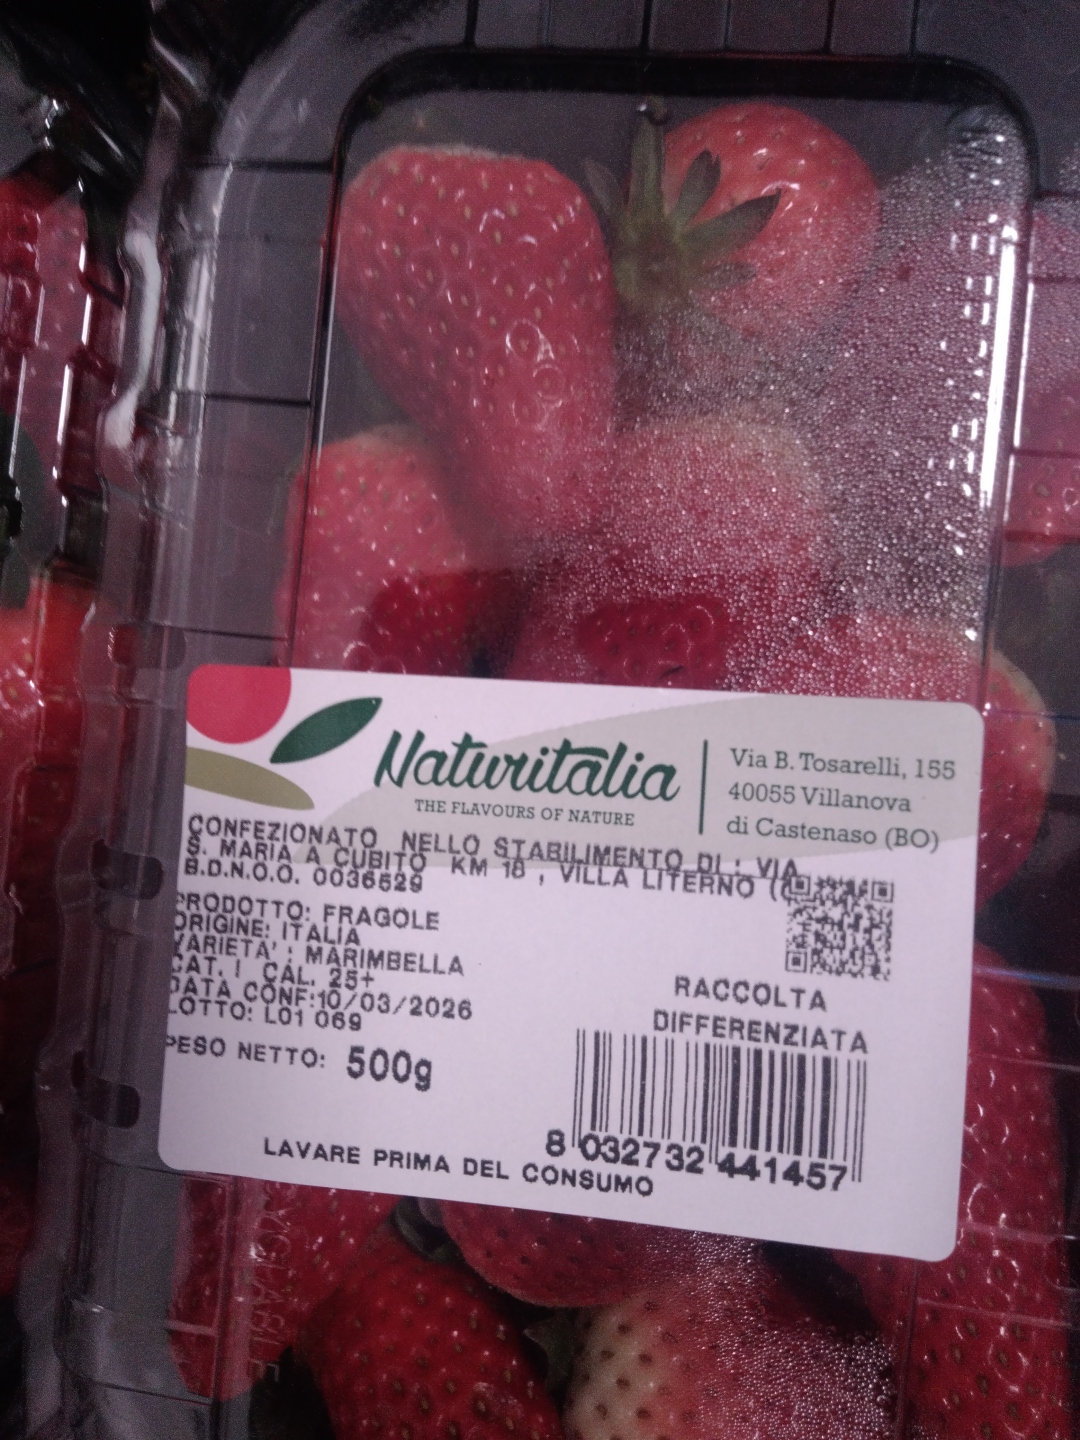 Naturitalia
THE FLAVOURS OF NATURE
Via B. Tosarelli, 155
40055 Villanova
di Castenaso (BO)
CONFEZIONATO NELLO STABILIMENTO DI : VIA
S. MARIA A CUBITO KM 18 , VILLA LITERNO (
B.D.N.O.O. 0036629
PRODOTTO: FRAGOLE
ORIGINE: ITALIA
VARIETA' : MARIMBELLA
CAT. I CAL. 25+
DATA CONF:10/03/2026
LOTTO: L01 069
PESO NETTO: 500g
RACCOLTA
DIFFERENZIATA
8 032732 441457
LAVARE PRIMA DEL CONSUMO